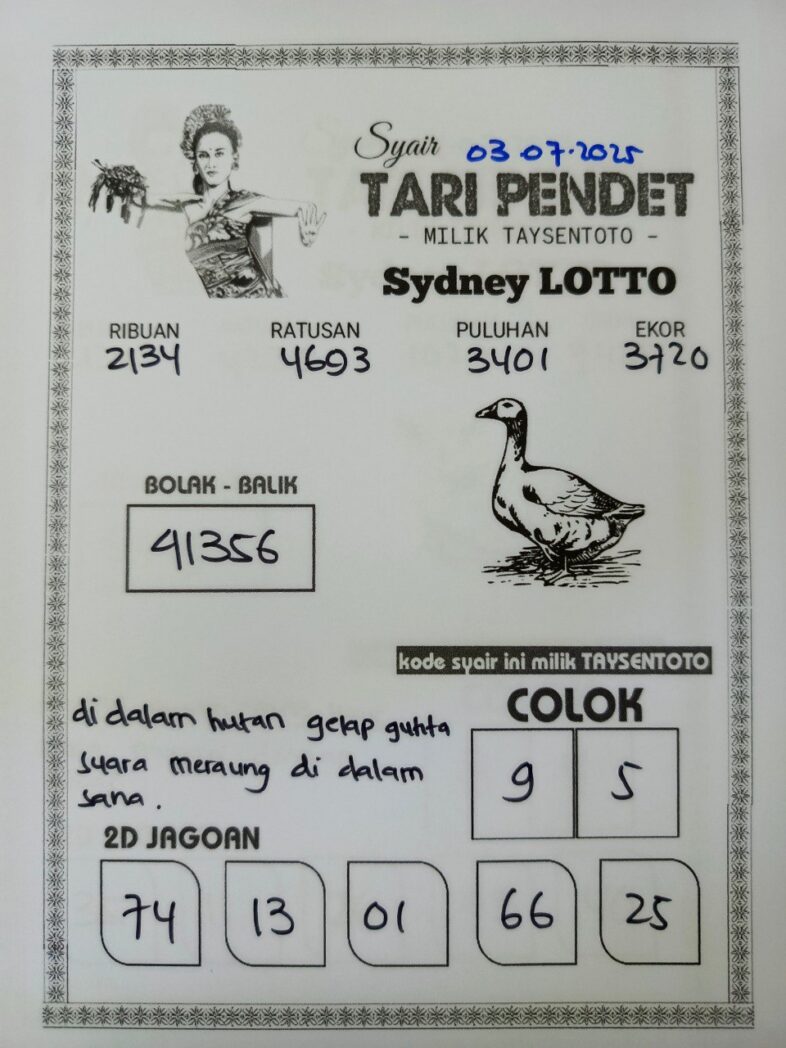 Syair 03.07.2025
TARI PENDET
- MILIK TAYSENTOTO -
Sydney LOTTO
RIBUAN RATUSAN PULUHAN EKOR
2134 4693 3401 3720
BOLAK - BALIK
41356
kode syair ini milik TAYSENTOTO
di dalam hutan gelap guhta
suara meraung di dalam
sana.
COLOK
9 5
2D JAGOAN
74 13 01 66 25